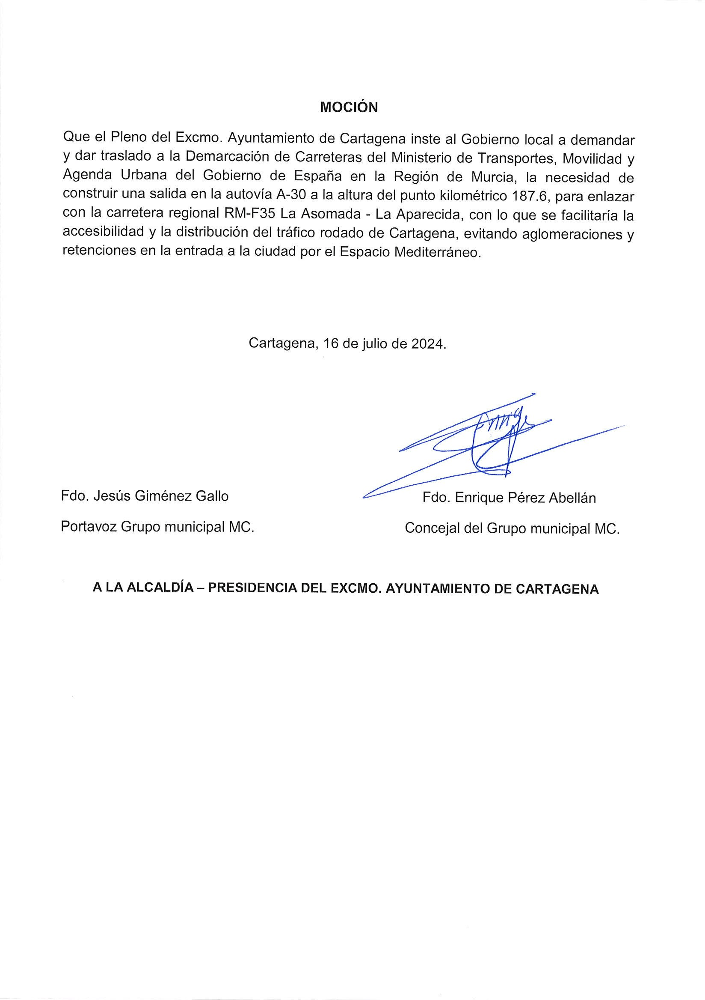 MOCIÓN
Que el Pleno del Excmo. Ayuntamiento de Cartagena inste al Gobierno local a demandar
y dar traslado a la Demarcación de Carreteras del Ministerio de Transportes, Movilidad y
Agenda Urbana del Gobierno de España en la Región de Murcia, la necesidad de
construir una salida en la autovía A-30 a la altura del punto kilométrico 187.6, para enlazar
con la carretera regional RM-F35 La Asomada - La Aparecida, con lo que se facilitaría la
accesibilidad y la distribución del tráfico rodado de Cartagena, evitando aglomeraciones y
retenciones en la entrada a la ciudad por el Espacio Mediterráneo.
Cartagena, 16 de julio de 2024.
Fdo. Jesús Giménez Gallo
Fdo. Enrique Pérez Abellán
Portavoz Grupo municipal MC.
Concejal del Grupo municipal MC.
A LA ALCALDÍA – PRESIDENCIA DEL EXCMO. AYUNTAMIENTO DE CARTAGENA